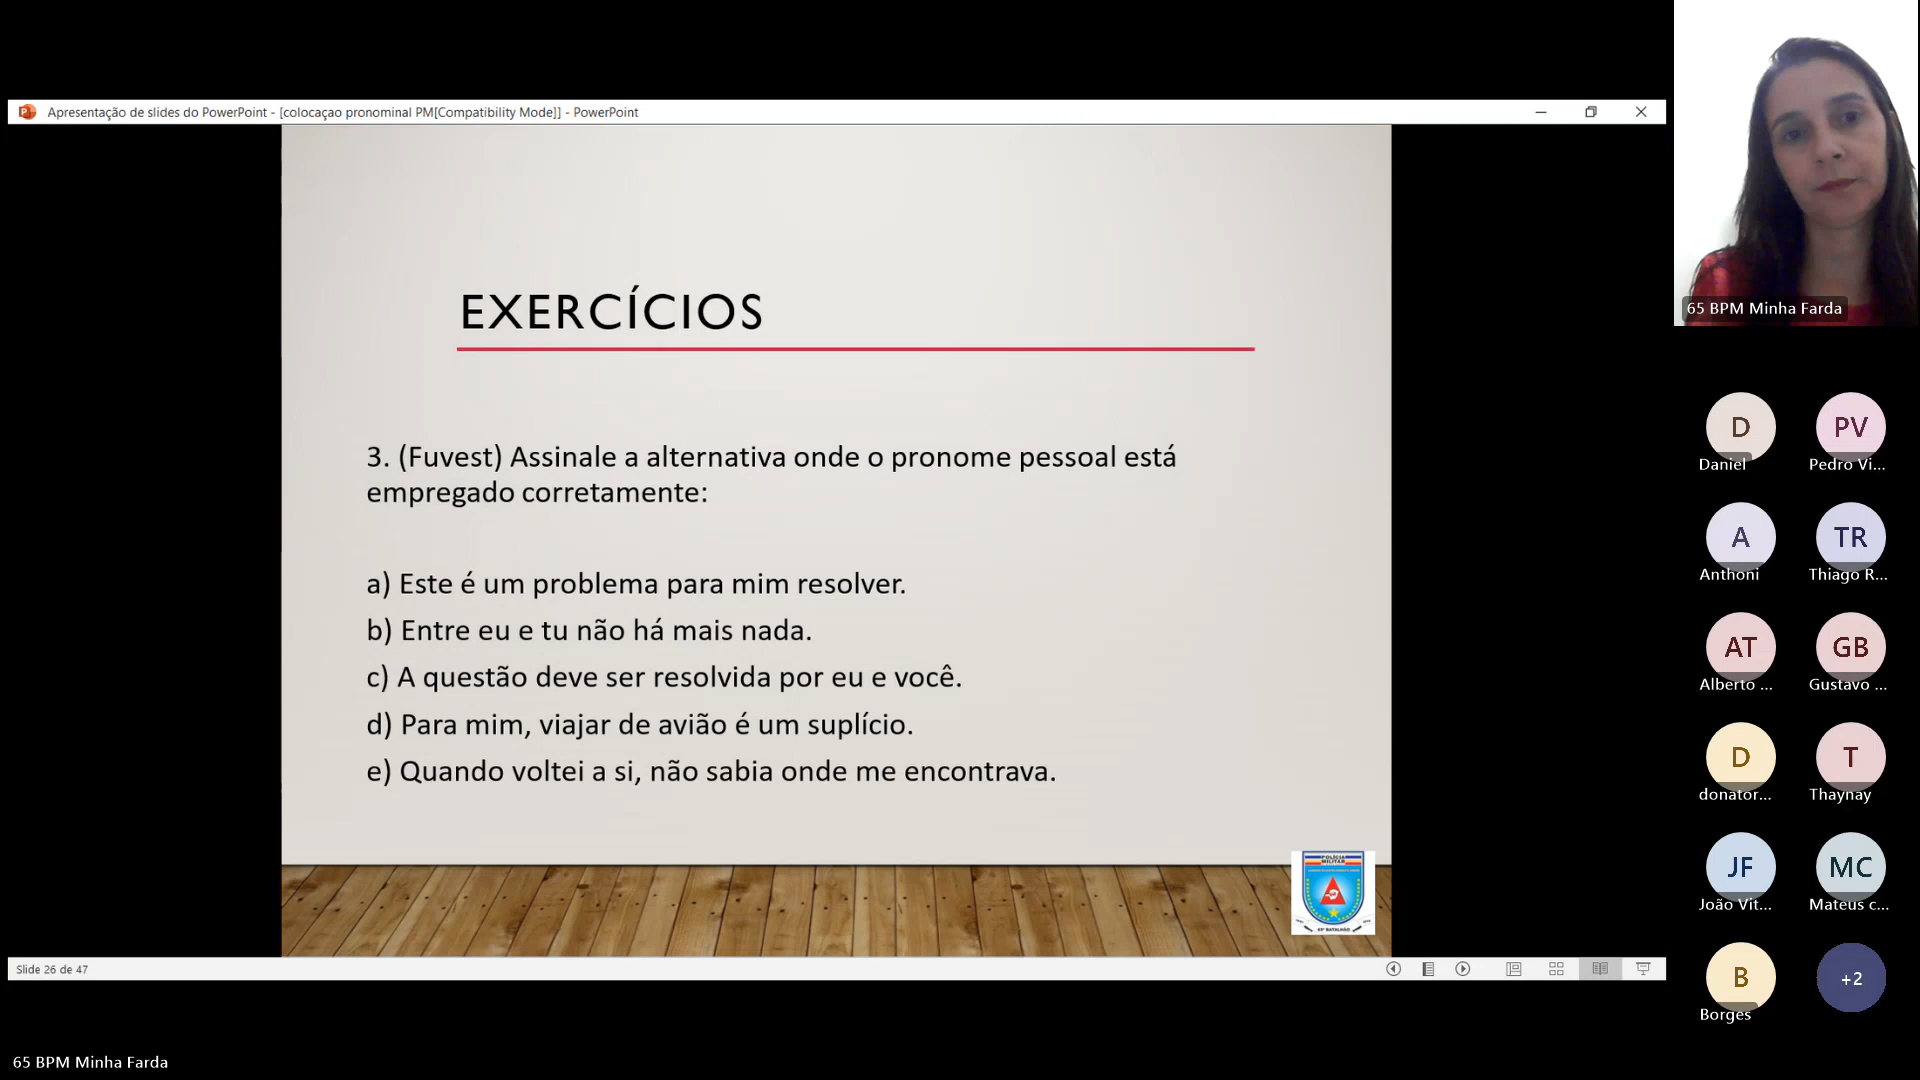 Apresentação de slides do PowerPoint - [colocaçao pronominal PM[Compatibility Mode]] - PowerPoint
EXERCÍCIOS
3. (Fuvest) Assinale a alternativa onde o pronome pessoal está
empregado corretamente:
a) Este é um problema para mim resolver.
b) Entre eu e tu não há mais nada.
c) A questão deve ser resolvida por eu e você.
d) Para mim, viajar de avião é um suplício.
e) Quando voltei a si, não sabia onde me encontrava.
POLÍCIA
MILITAR
65º BATALHÃO
Slide 26 de 47
65 BPM Minha Farda
D
Daniel
PV
Pedro Vi...
A
Anthoni
TR
Thiago R...
AT
Alberto ...
GB
Gustavo ...
D
donator...
T
Thaynay
JF
João Vit...
MC
Mateus c...
B
Borges
+2
65 BPM Minha Farda